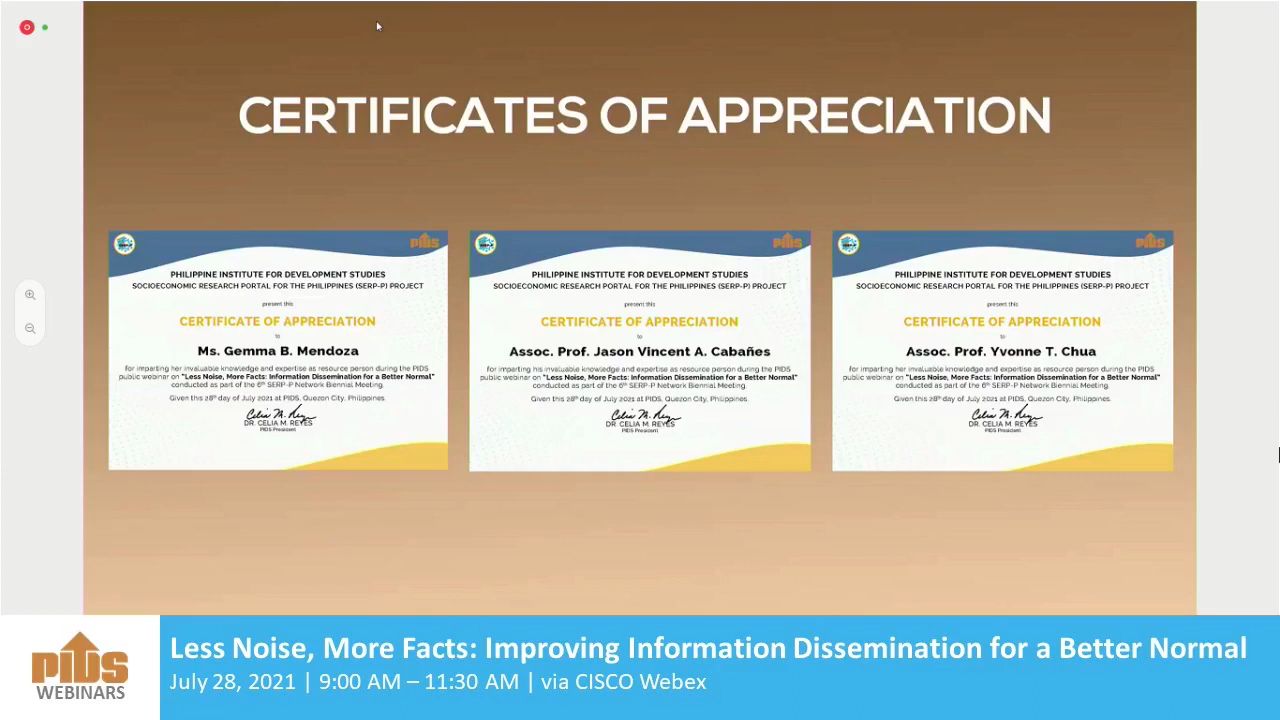 CERTIFICATES OF APPRECIATION
PIDS
PHILIPPINE INSTITUTE FOR DEVELOPMENT STUDIES
SOCIOECONOMIC RESEARCH PORTAL FOR THE PHILIPPINES (SERP-P) PROJECT
present this
CERTIFICATE OF APPRECIATION
to
Ms. Gemma B. Mendoza
for imparting her invaluable knowledge and expertise as resource person during the PIDS
public webinar on "Less Noise, More Facts: Information Dissemination for a Better Normal"
conducted as part of the 6th SERP-P Network Biennial Meeting.
Given this 28th day of July 2021 at PIDS, Quezon City, Philippines.
DR. CELIA M. REYES
PIDS President
PIDS
PHILIPPINE INSTITUTE FOR DEVELOPMENT STUDIES
SOCIOECONOMIC RESEARCH PORTAL FOR THE PHILIPPINES (SERP-P) PROJECT
present this
CERTIFICATE OF APPRECIATION
to
Assoc. Prof. Jason Vincent A. Cabañes
for imparting his invaluable knowledge and expertise as resource person during the PIDS
public webinar on "Less Noise, More Facts: Information Dissemination for a Better Normal"
conducted as part of the 6th SERP-P Network Biennial Meeting.
Given this 28th day of July 2021 at PIDS, Quezon City, Philippines.
DR. CELIA M. REYES
PIDS President
PIDS
PHILIPPINE INSTITUTE FOR DEVELOPMENT STUDIES
SOCIOECONOMIC RESEARCH PORTAL FOR THE PHILIPPINES (SERP-P) PROJECT
present this
CERTIFICATE OF APPRECIATION
to
Assoc. Prof. Yvonne T. Chua
for imparting her invaluable knowledge and expertise as resource person during the PIDS
public webinar on "Less Noise, More Facts: Information Dissemination for a Better Normal"
conducted as part of the 6th SERP-P Network Biennial Meeting.
Given this 28th day of July 2021 at PIDS, Quezon City, Philippines.
DR. CELIA M. REYES
PIDS President
PIDS
WEBINARS
Less Noise, More Facts: Improving Information Dissemination for a Better Normal
July 28, 2021 | 9:00 AM – 11:30 AM | via CISCO Webex